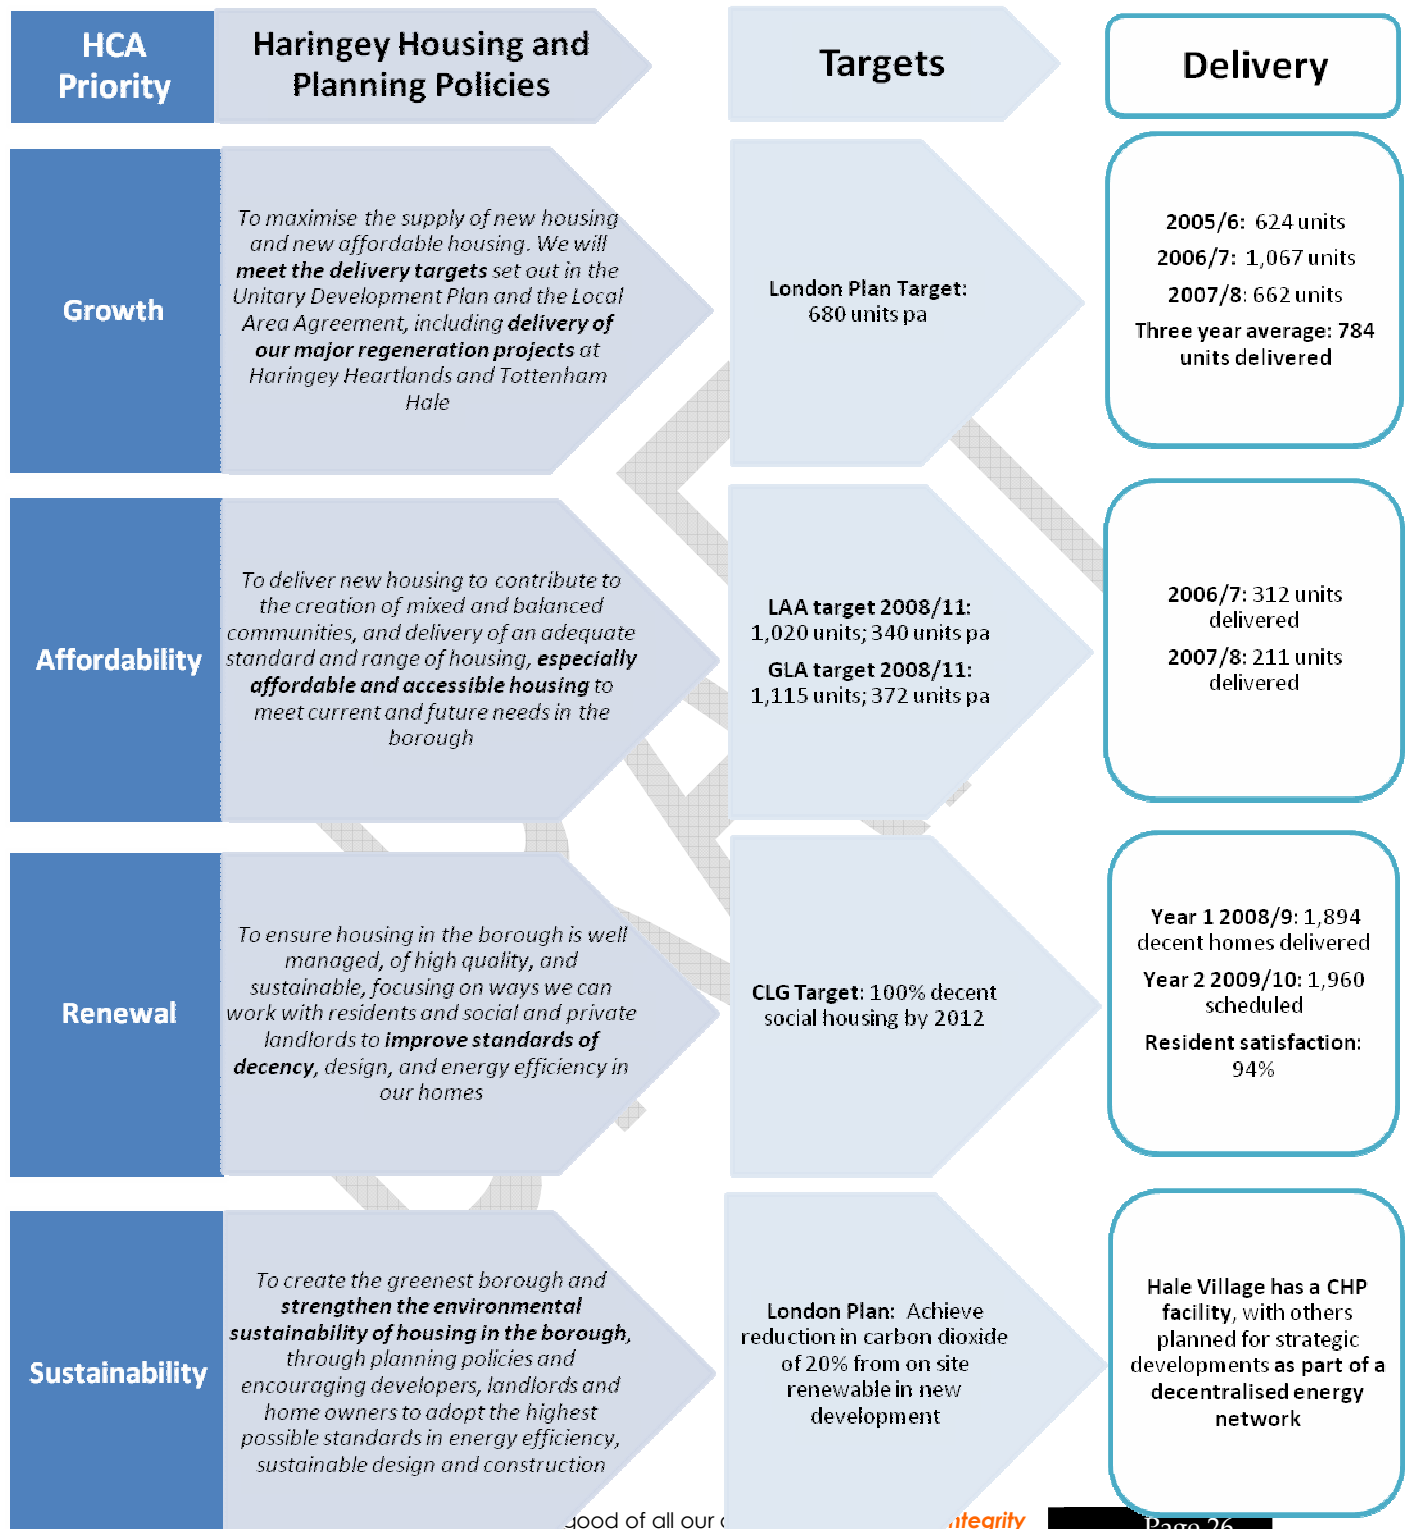 HCA
Priority
Haringey Housing and
Planning Policies
Targets
Delivery
Growth
To maximise the supply of new housing
and new affordable housing. We will
meet the delivery targets set out in the
Unitary Development Plan and the Local
Area Agreement, including delivery of
our major regeneration projects at
Haringey Heartlands and Tottenham
Hale
London Plan Target:
680 units pa
2005/6: 624 units
2006/7: 1,067 units
2007/8: 662 units
Three year average: 784
units delivered
Affordability
To deliver new housing to contribute to
the creation of mixed and balanced
communities, and delivery of an adequate
standard and range of housing, especially
affordable and accessible housing to
meet current and future needs in the
borough
LAA target 2008/11:
1,020 units; 340 units pa
GLA target 2008/11:
1,115 units; 372 units pa
2006/7: 312 units
delivered
2007/8: 211 units
delivered
Renewal
To ensure housing in the borough is well
managed, of high quality, and
sustainable, focusing on ways we can
work with residents and social and private
landlords to improve standards of
decency, design, and energy efficiency in
our homes
CLG Target: 100% decent
social housing by 2012
Year 1 2008/9: 1,894
decent homes delivered
Year 2 2009/10: 1,960
scheduled
Resident satisfaction:
94%
Sustainability
To create the greenest borough and
strengthen the environmental
sustainability of housing in the borough,
through planning policies and
encouraging developers, landlords and
home owners to adopt the highest
possible standards in energy efficiency,
sustainable design and construction
London Plan: Achieve
reduction in carbon dioxide
of 20% from on site
renewable in new
development
Hale Village has a CHP
facility, with others
planned for strategic
developments as part of a
decentralised energy
network
good of all our
Page 26